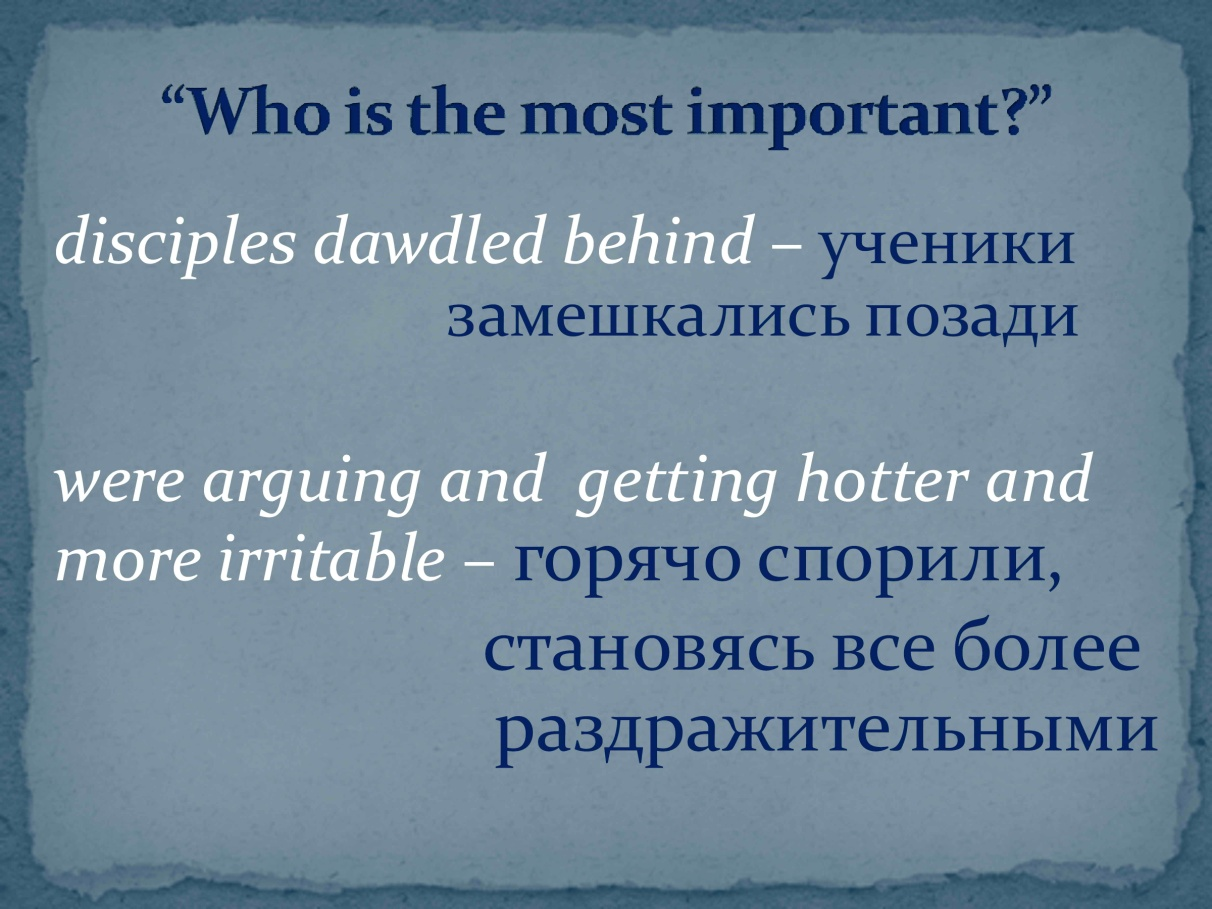 “Who is the most important?”
disciples dawdled behind – ученики
замешкались позади
were arguing and  getting hotter and
more irritable – горячо спорили,
становясь все более
раздражительными